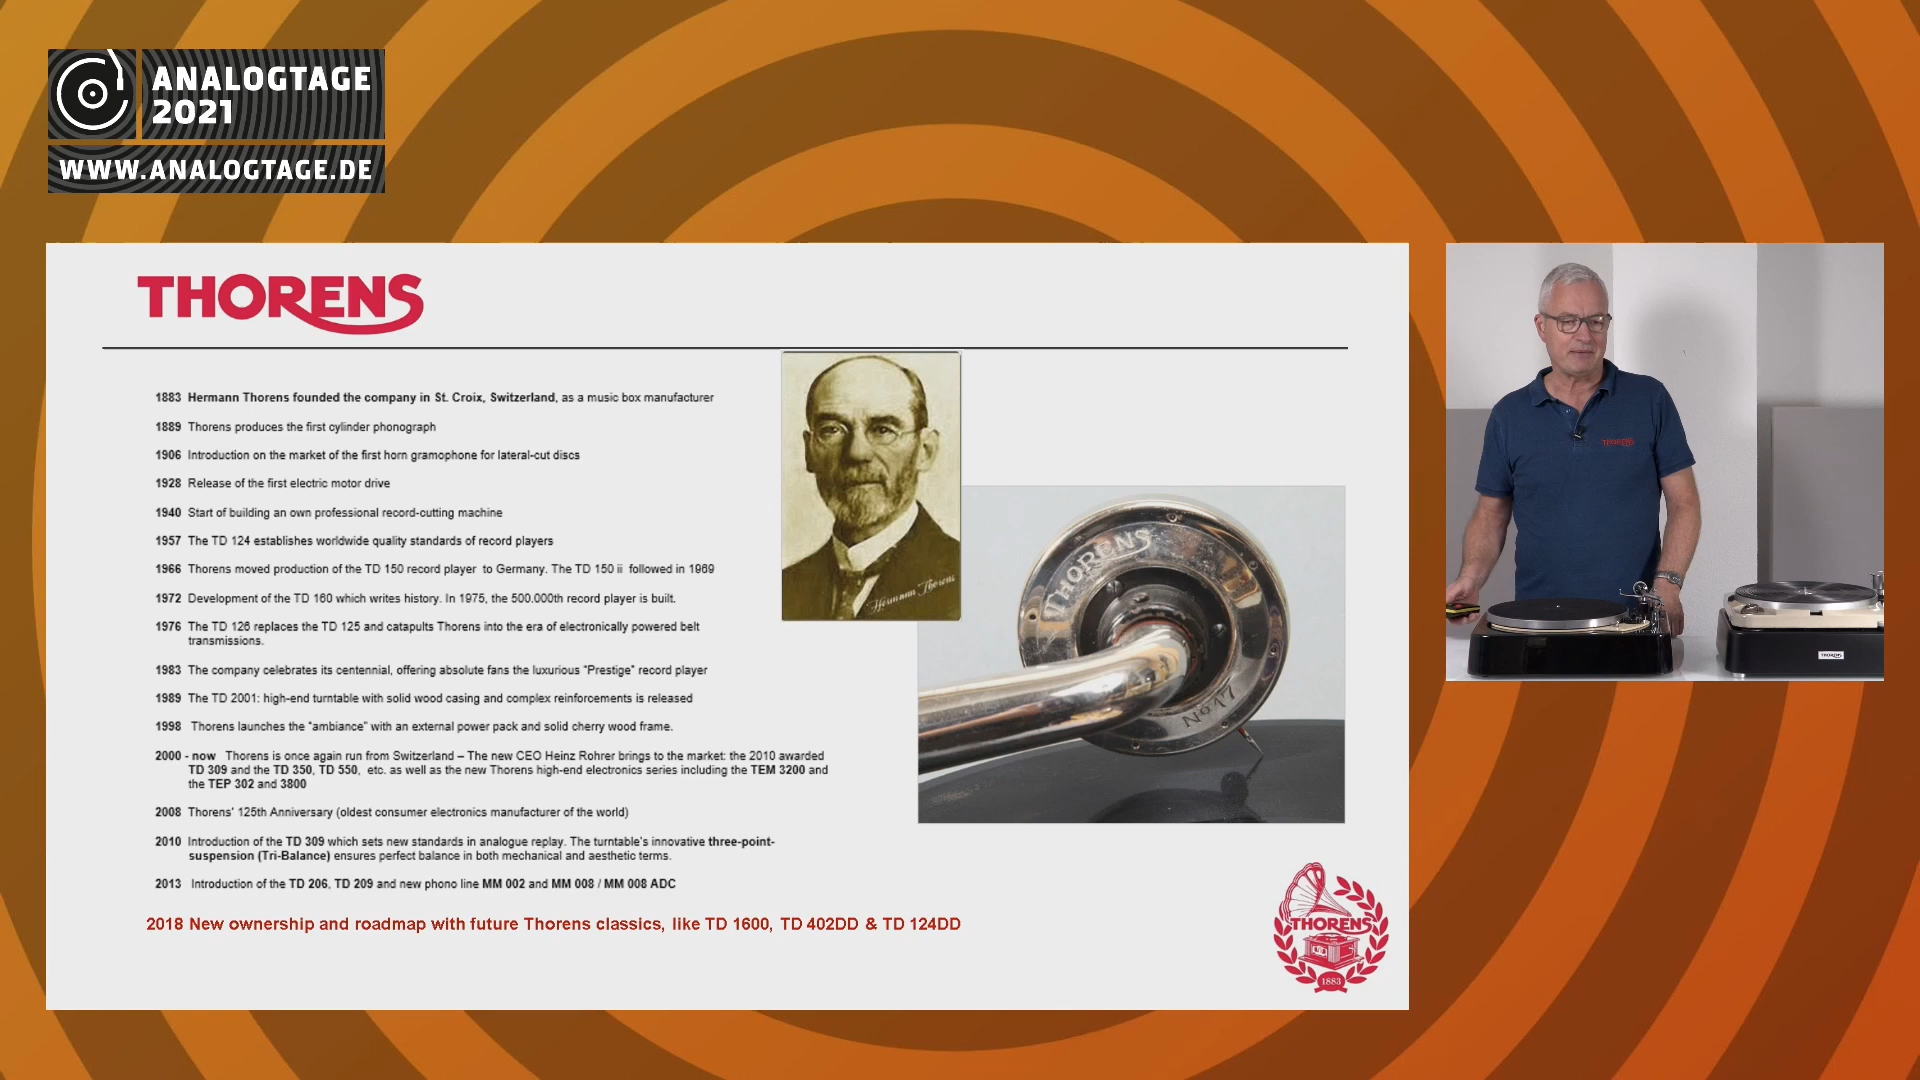 ANALOGTAGE
2021
WWW.ANALOGTAGE.DE
THORENS
1883 Hermann Thorens founded the company in St. Croix, Switzerland, as a music box manufacturer
1889 Thorens produces the first cylinder phonograph
1906 Introduction on the market of the first horn gramophone for lateral-cut discs
1928 Release of the first electric motor drive
1940 Start of building an own professional record-cutting machine
1957 The TD 124 establishes worldwide quality standards of record players
1966 Thorens moved production of the TD 150 record player to Germany. The TD 150 ii followed in 1969
1972 Development of the TD 160 which writes history. In 1975, the 500.000th record player is built.
1976 The TD 126 replaces the TD 125 and catapults Thorens into the era of electronically powered belt
transmissions.
1983 The company celebrates its centennial, offering absolute fans the luxurious "Prestige" record player
1989 The TD 2001: high-end turntable with solid wood casing and complex reinforcements is released
1998 Thorens launches the "ambiance" with an external power pack and solid cherry wood frame.
2000 - now Thorens is once again run from Switzerland – The new CEO Heinz Rohrer brings to the market: the 2010 awarded
TD 309 and the TD 350, TD 550, etc. as well as the new Thorens high-end electronics series including the TEM 3200 and
the TEP 302 and 3800
2008 Thorens' 125th Anniversary (oldest consumer electronics manufacturer of the world)
2010 Introduction of the TD 309 which sets new standards in analogue replay. The turntable's innovative three-point-
suspension (Tri-Balance) ensures perfect balance in both mechanical and aesthetic terms.
2013 Introduction of the TD 206, TD 209 and new phono line MM 002 and MM 008 / MM 008 ADC
2018 New ownership and roadmap with future Thorens classics, like TD 1600, TD 402DD & TD 124DD
Hermann Thorens
THORENS
No 17
THORENS
1883
THORENS
THORENS